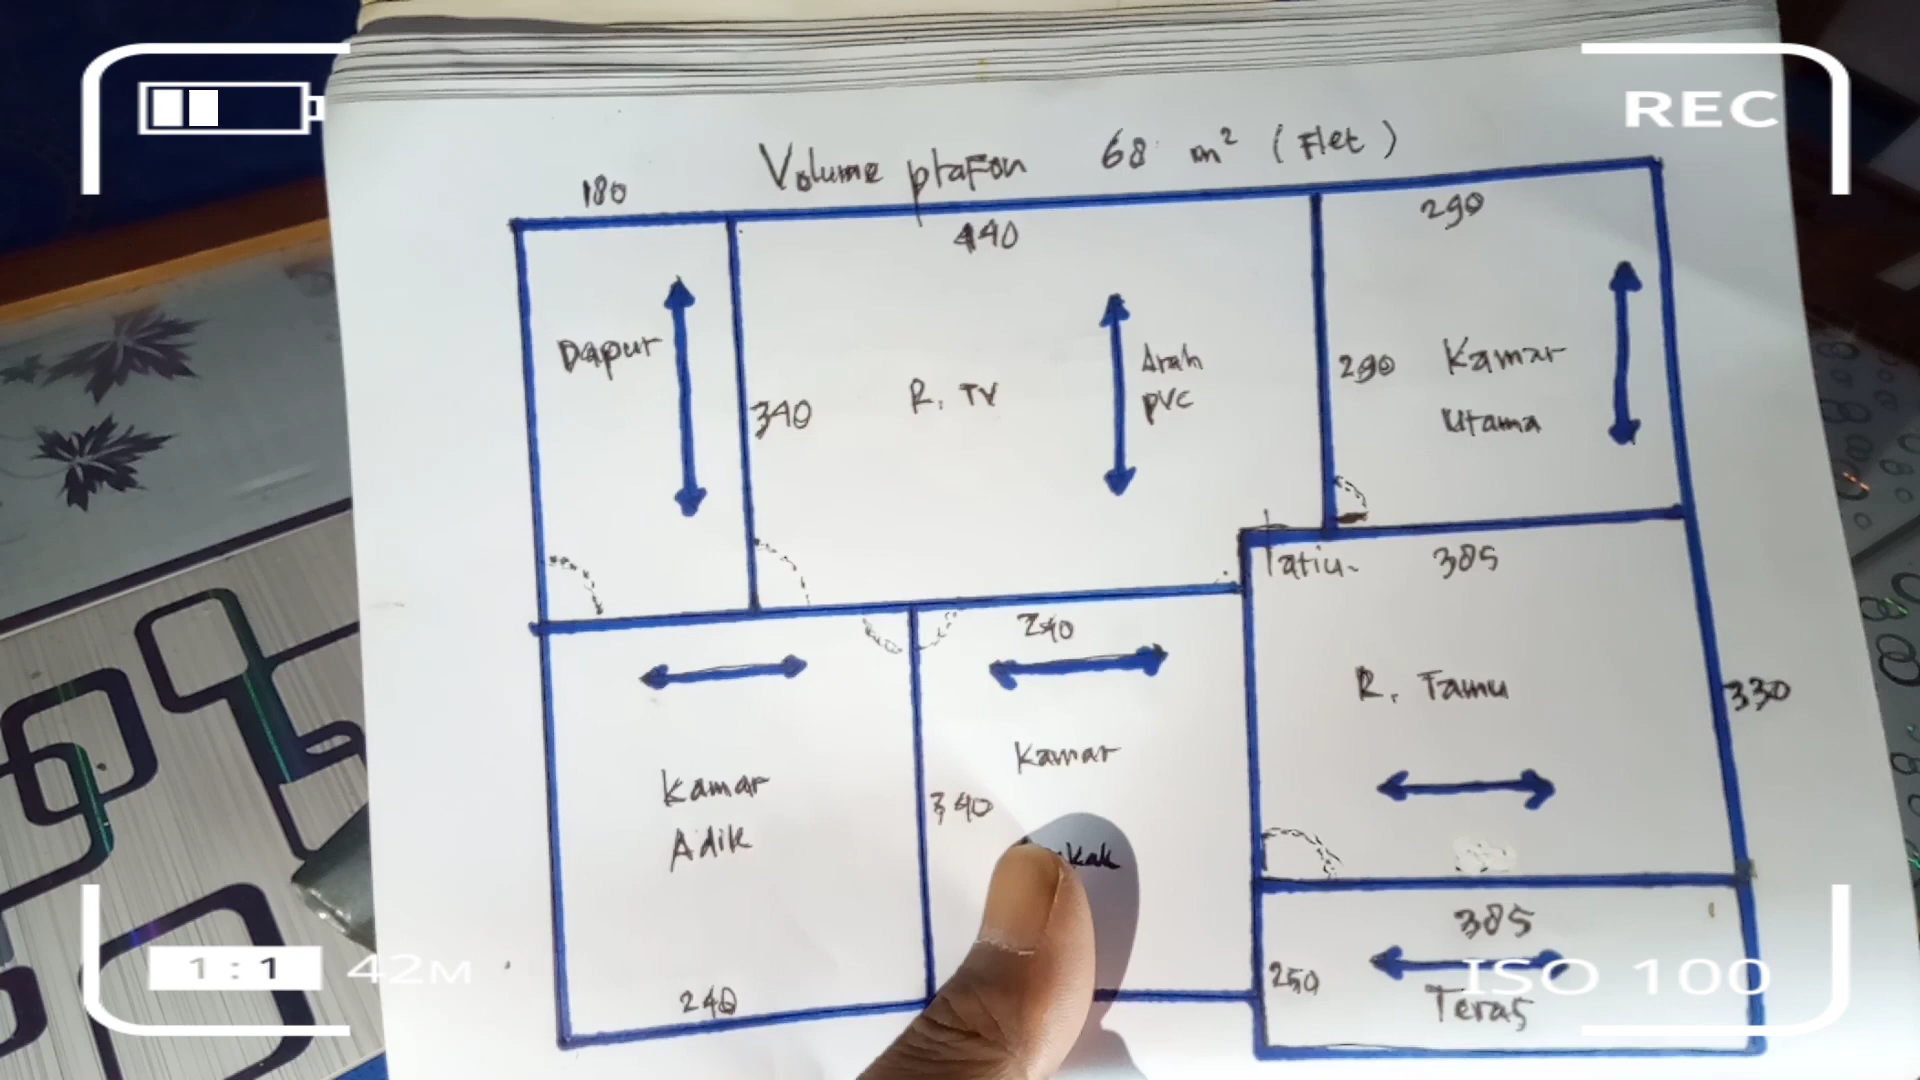 REC
Volume plafon 68 m² (Flet)
180
440
290
Dapur
340
R. TV
Arah
PVC
290
Kamar
Utama
385
240
R. Tamu
330
Kamar
Adik
340
Kamar
kak
240
385
250
Teras
1:1
42M
ISO 100